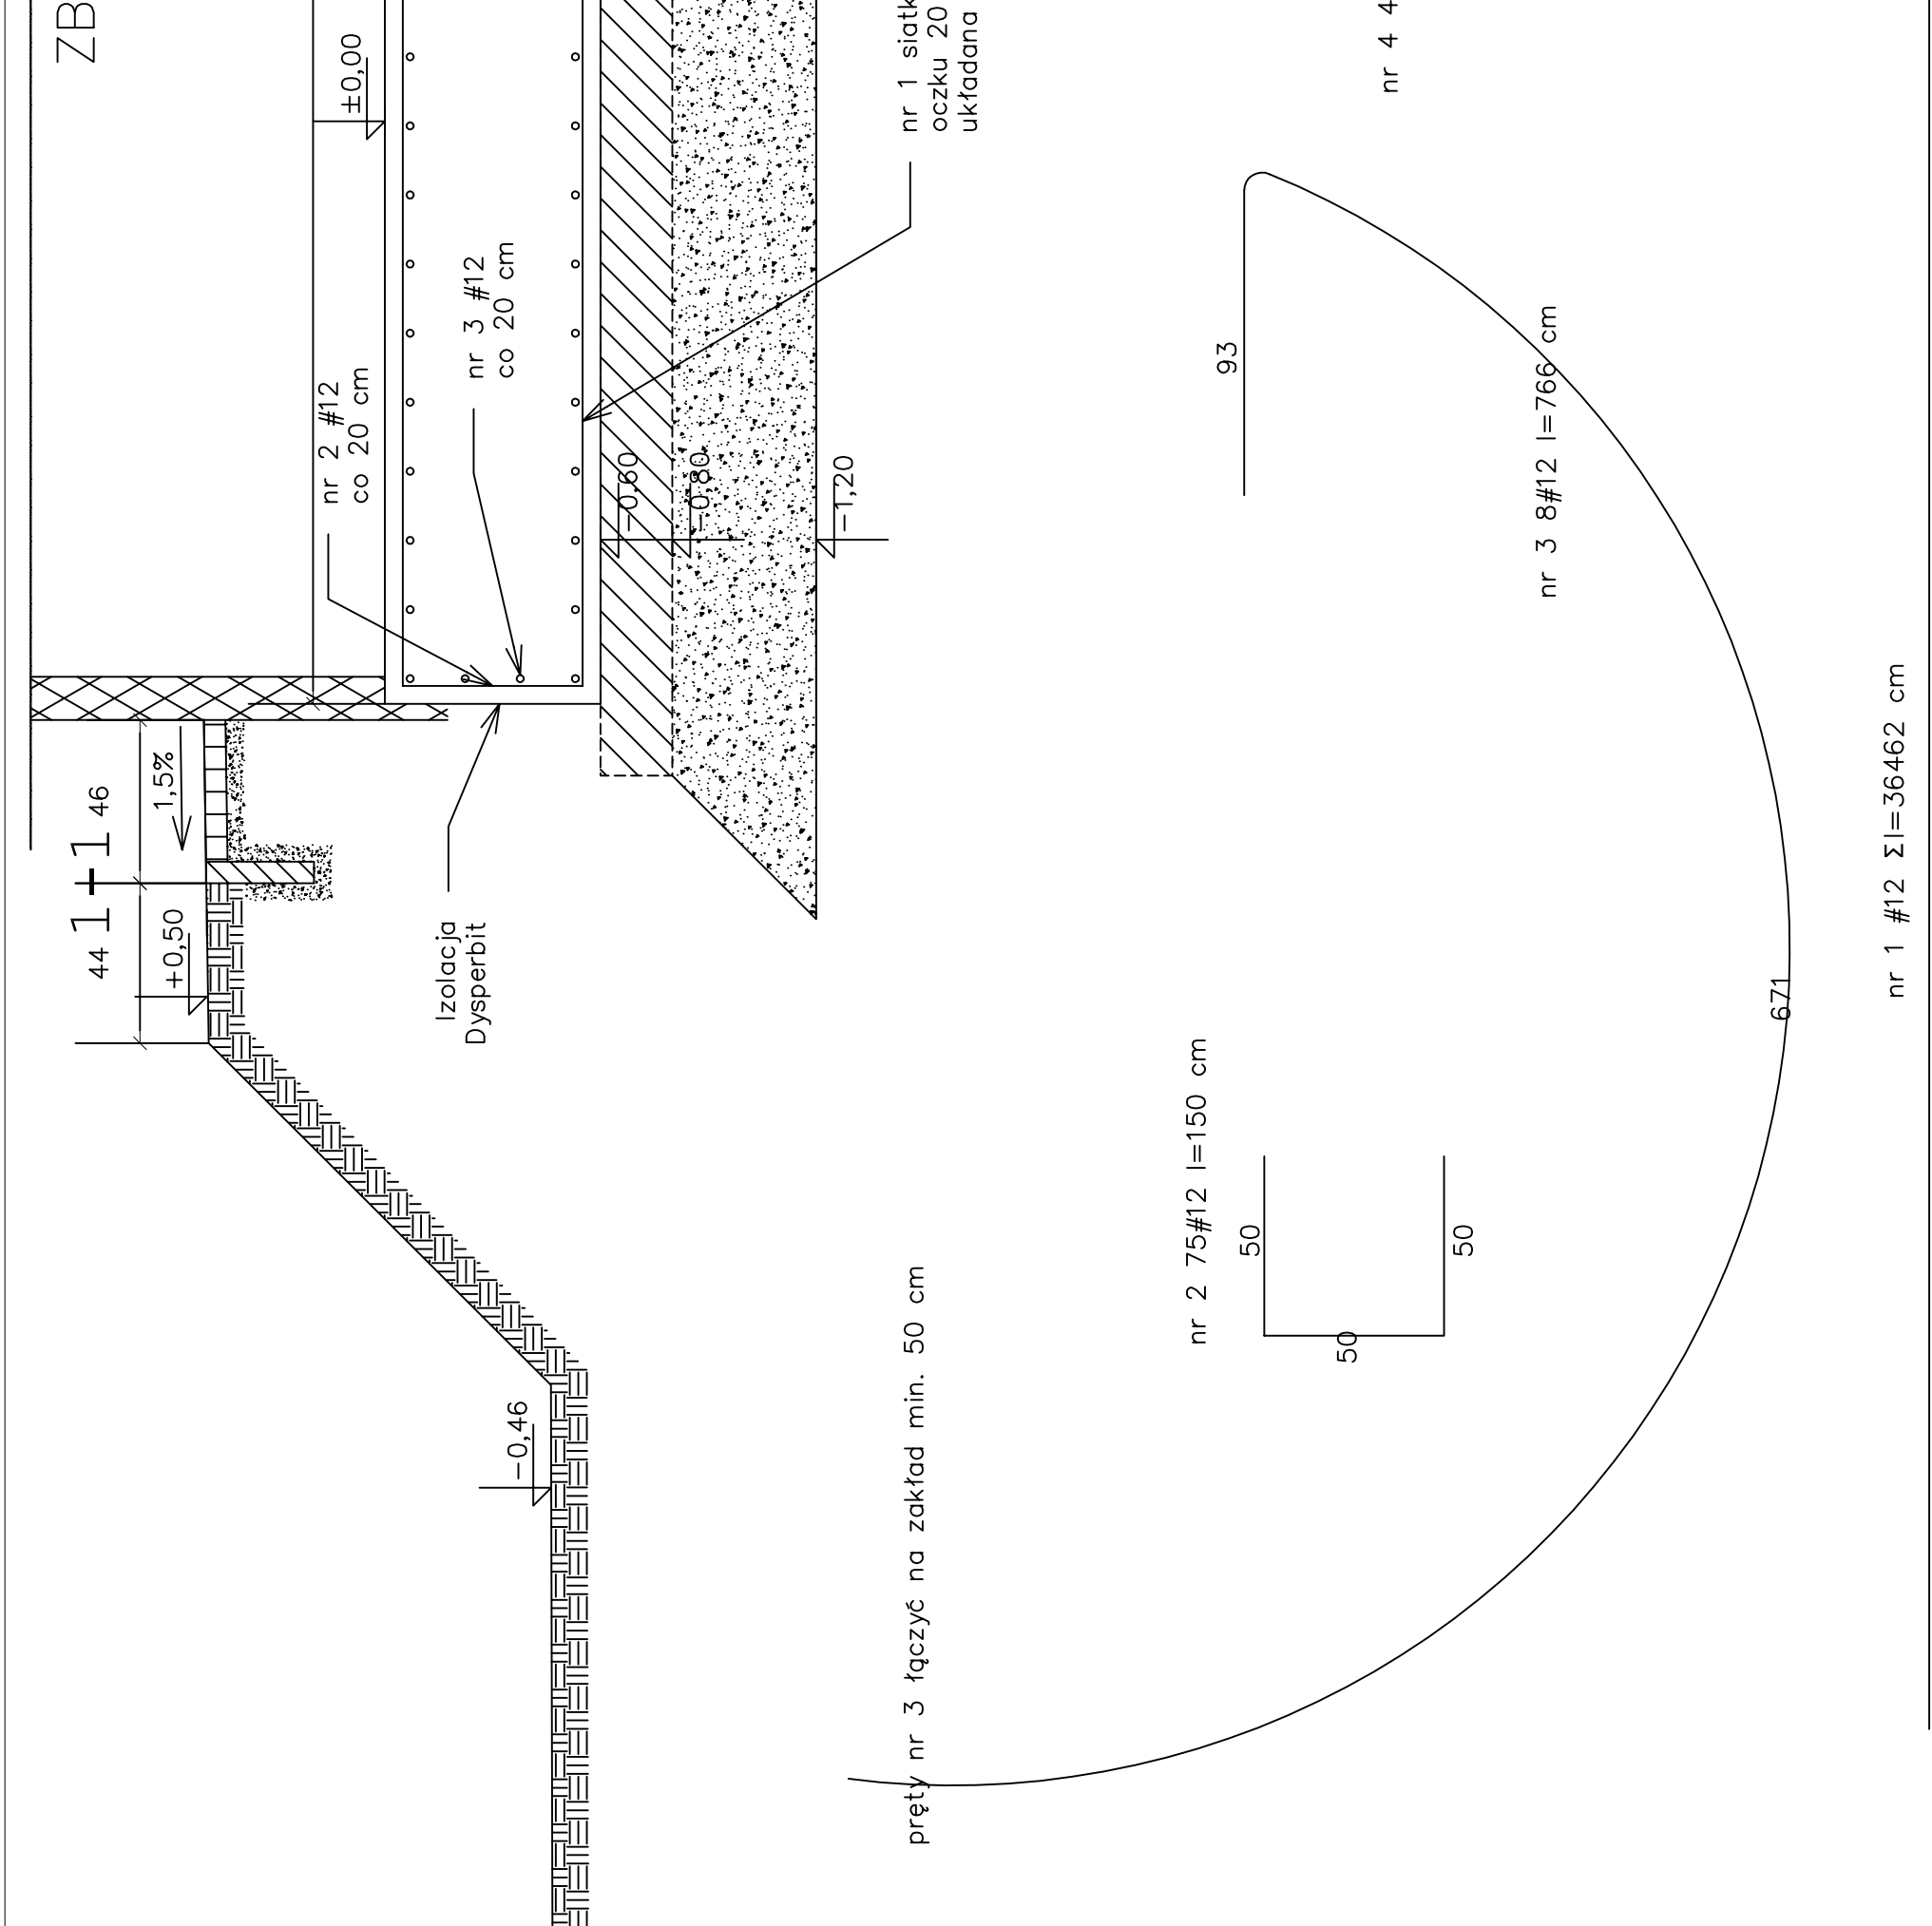 ZB
±0,00
nr 2 #12
co 20 cm
nr 3 #12
co 20 cm
nr 1 siatk
oczku 20
układana
-0,60
-0,80
-1,20
1-1
44
46
1,5%
+0,50
Izolacja
Dysperbit
-0,46
pręty nr 3 łączyć na zakład min. 50 cm
nr 2 75#12 l=150 cm
50
50
50
93
nr 3 8#12 l=766 cm
671
nr 4 4
nr 1 #12 Σl=36462 cm